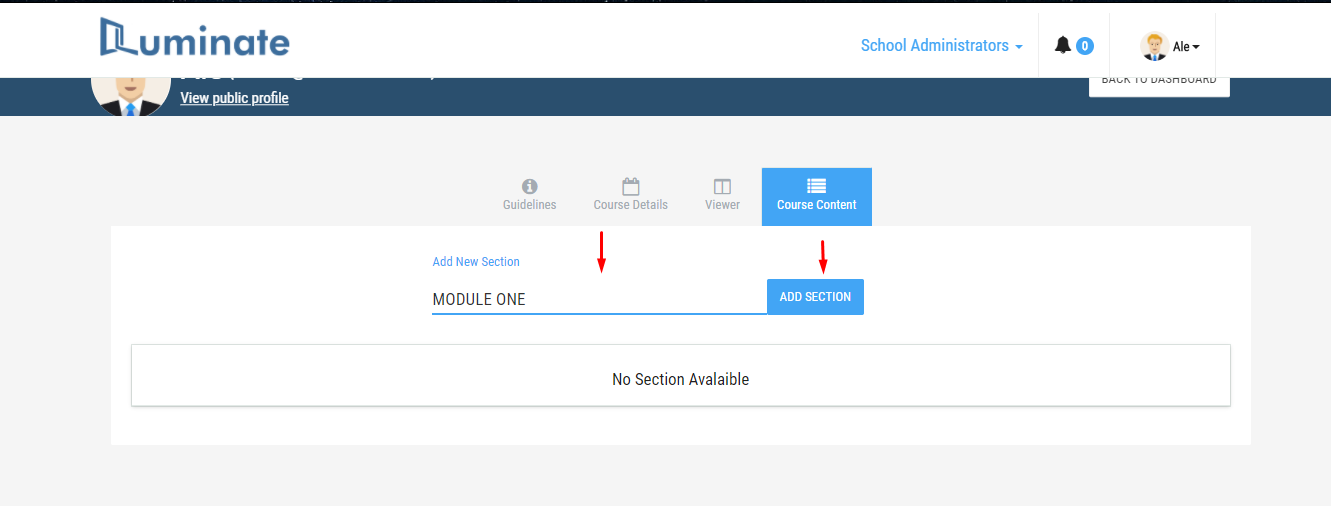 Luminate
School Administrators
0
Ale
View public profile
BACK TO DASHBOARD
Guidelines
Course Details
Viewer
Course Content
Add New Section
MODULE ONE
ADD SECTION
No Section Avalaible